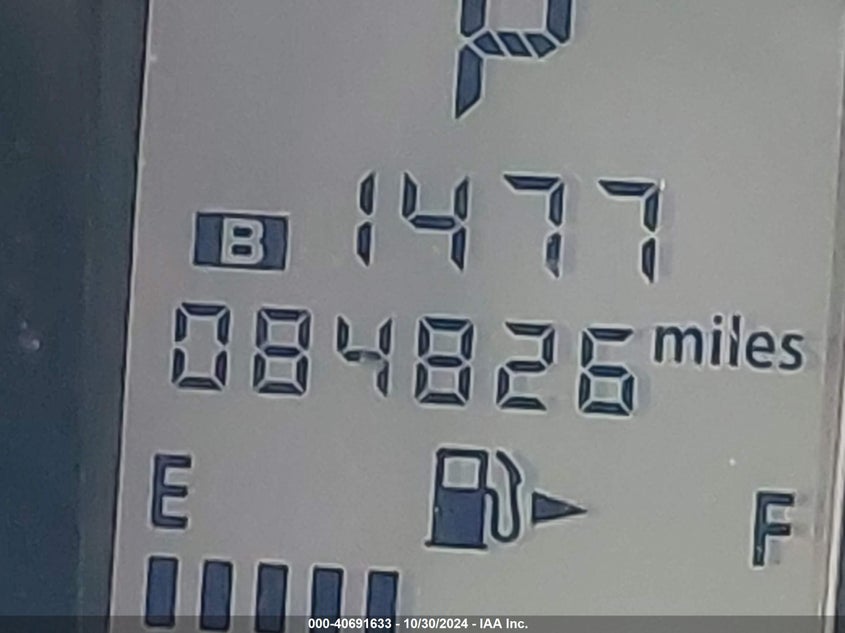 P
B 1477
084826 miles
E F
000-40691633 - 10/30/2024 - IAA Inc.